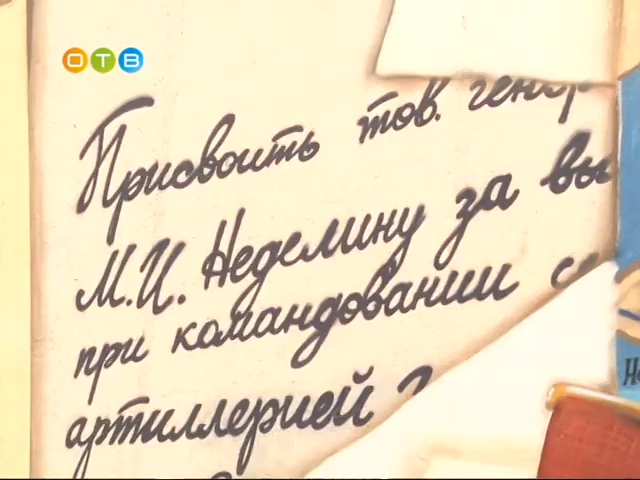 ОТВ
Присвоить тов. генер
М.И. Неделину за вы
при командовании с
артиллерией